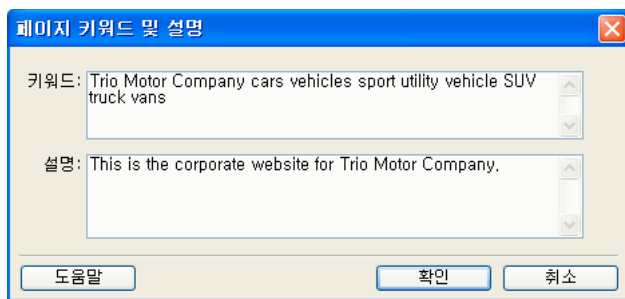 페이지 키워드 및 설명
키워드: Trio Motor Company cars vehicles sport utility vehicle SUV
truck vans
설명: This is the corporate website for Trio Motor Company,
도움말 확인 취소